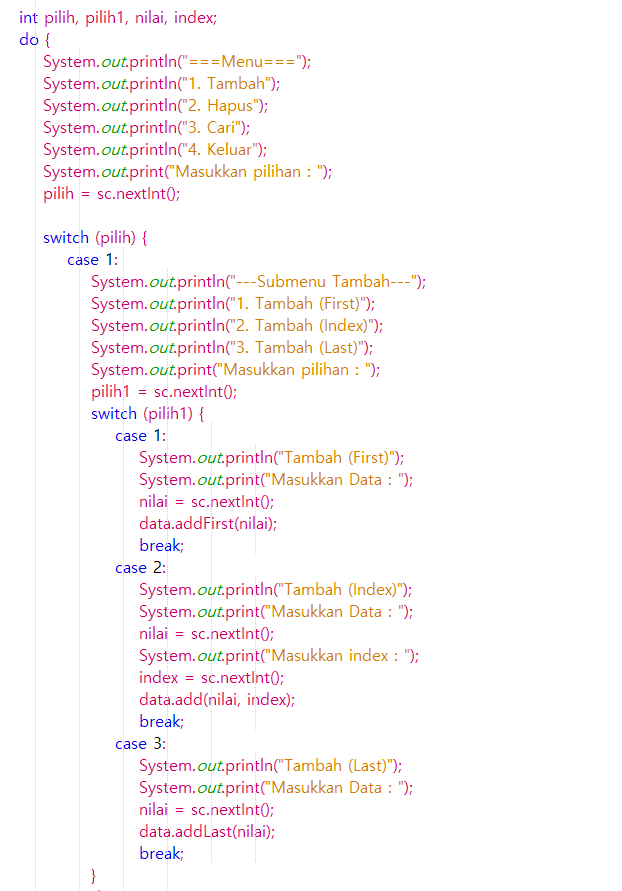 int pilih, pilih1, nilai, index;
do {
System.out.println("===Menu===");
System.out.println("1. Tambah");
System.out.println("2. Hapus");
System.out.println("3. Cari");
System.out.println("4. Keluar");
System.out.print("Masukkan pilihan : ");
pilih = sc.nextInt();
switch (pilih) {
case 1:
System.out.println("---Submenu Tambah---");
System.out.println("1. Tambah (First)");
System.out.println("2. Tambah (Index)");
System.out.println("3. Tambah (Last)");
System.out.print("Masukkan pilihan : ");
pilih1 = sc.nextInt();
switch (pilih1) {
case 1:
System.out.println("Tambah (First)");
System.out.print("Masukkan Data : ");
nilai = sc.nextInt();
data.addFirst(nilai);
break;
case 2:
System.out.println("Tambah (Index)");
System.out.print("Masukkan Data : ");
nilai = sc.nextInt();
System.out.print("Masukkan index : ");
index = sc.nextInt();
data.add(nilai, index);
break;
case 3:
System.out.println("Tambah (Last)");
System.out.print("Masukkan Data : ");
nilai = sc.nextInt();
data.addLast(nilai);
break;
}